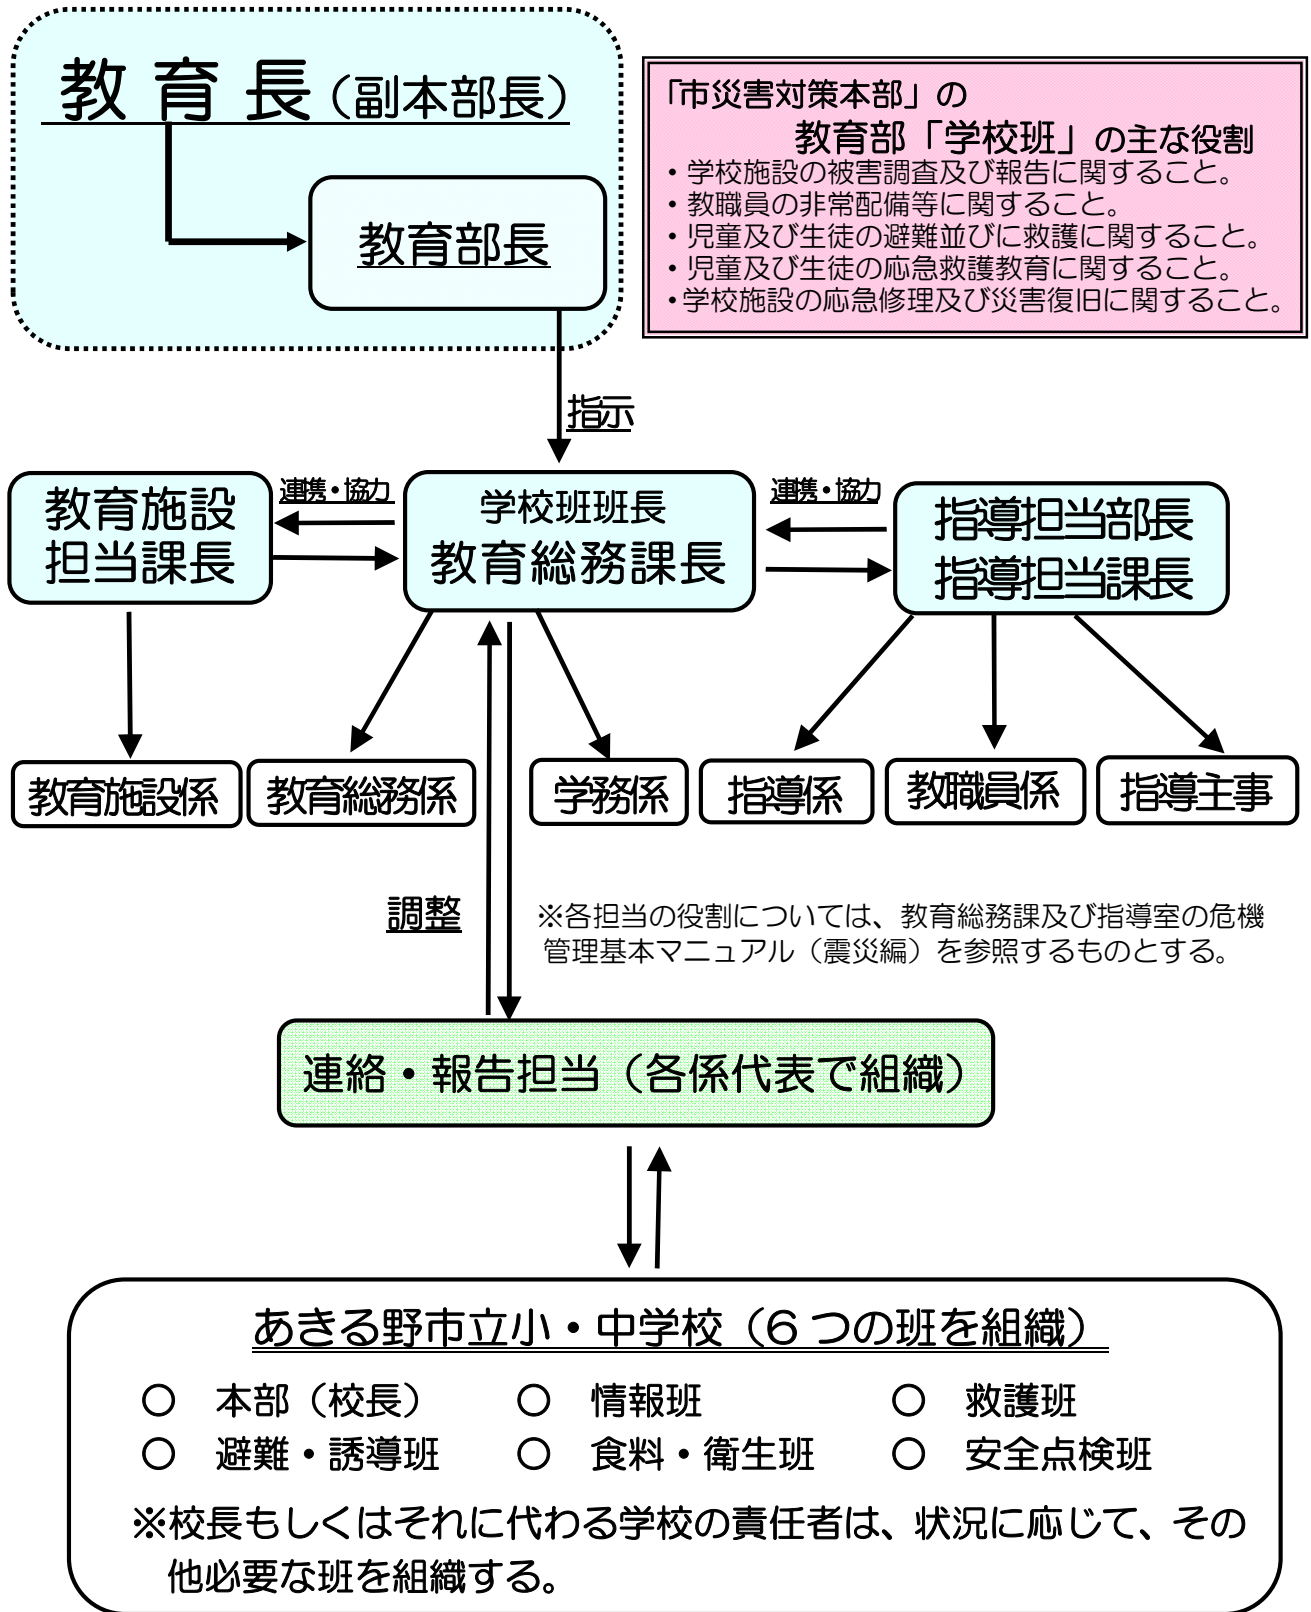 教育長（副本部長）
教育部長
「市災害対策本部」の
教育部「学校班」の主な役割
・学校施設の被害調査及び報告に関すること。
・教職員の非常配備等に関すること。
・児童及び生徒の避難並びに救護に関すること。
・児童及び生徒の応急救護教育に関すること。
・学校施設の応急修理及び災害復旧に関すること。
指示
教育施設
担当課長
連携・協力
学校班班長
教育総務課長
連携・協力
指導担当部長
指導担当課長
教育施設係
教育総務係
学務係
指導係
教職員係
指導主事
調整
※各担当の役割については、教育総務課及び指導室の危機
管理基本マニュアル（震災編）を参照するものとする。
連絡・報告担当（各係代表で組織）
あきる野市立小・中学校（６つの班を組織）
○　本部（校長）　○　情報班　○　救護班
○　避難・誘導班　○　食料・衛生班　○　安全点検班
※校長もしくはそれに代わる学校の責任者は、状況に応じて、その
他必要な班を組織する。